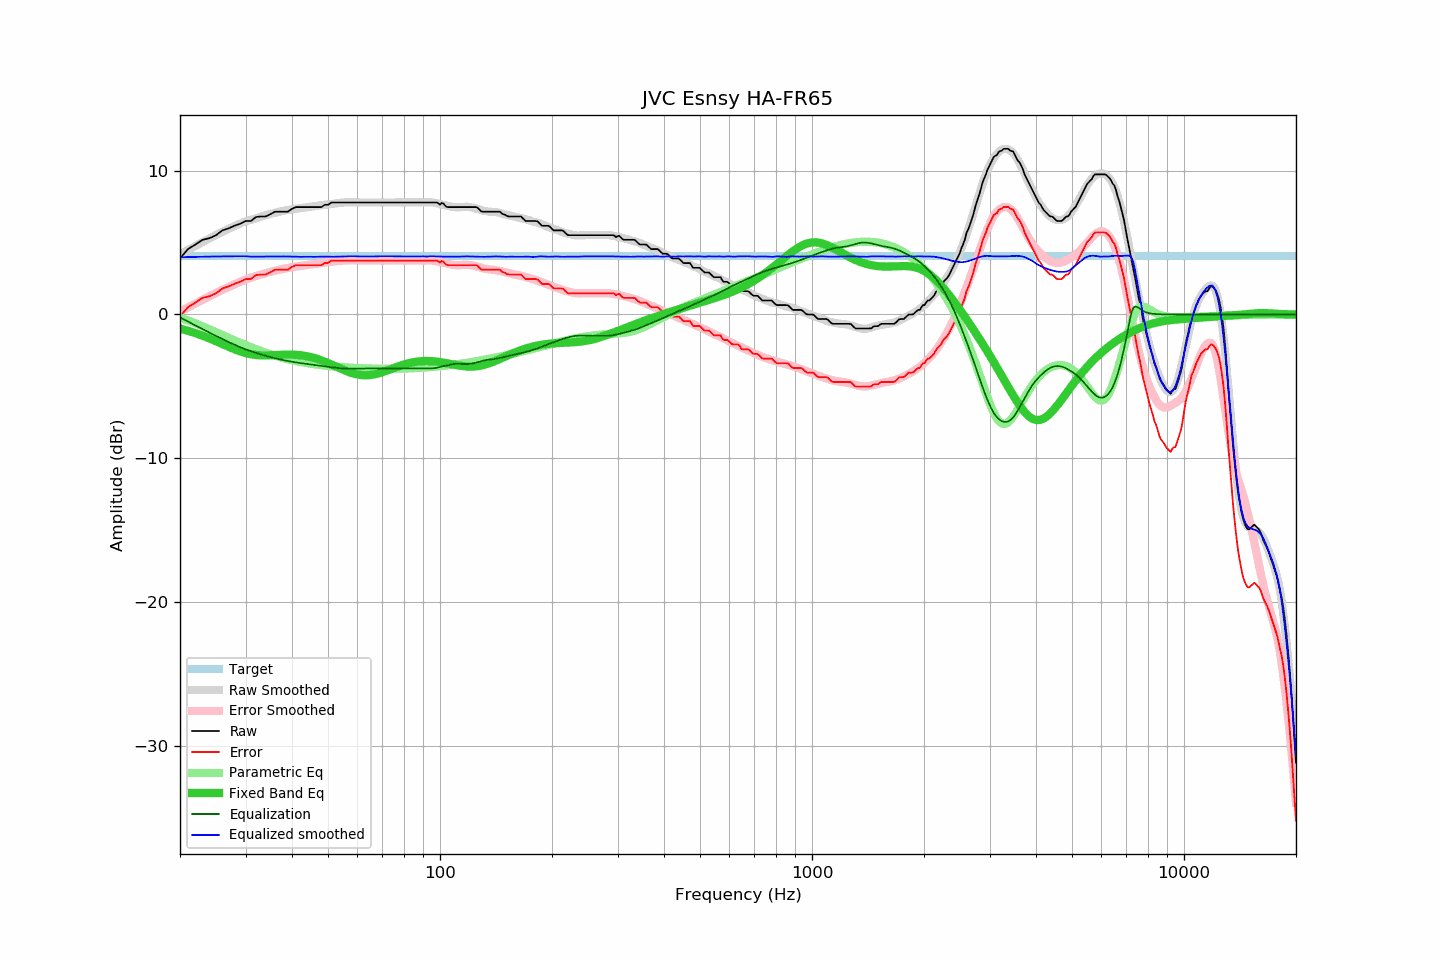 JVC Esnsy HA-FR65
10
0
−10
−20
−30
Amplitude (dBr)
Target
Raw Smoothed
Error Smoothed
Raw
Error
Parametric Eq
Fixed Band Eq
Equalization
Equalized smoothed
100
1000
10000
Frequency (Hz)